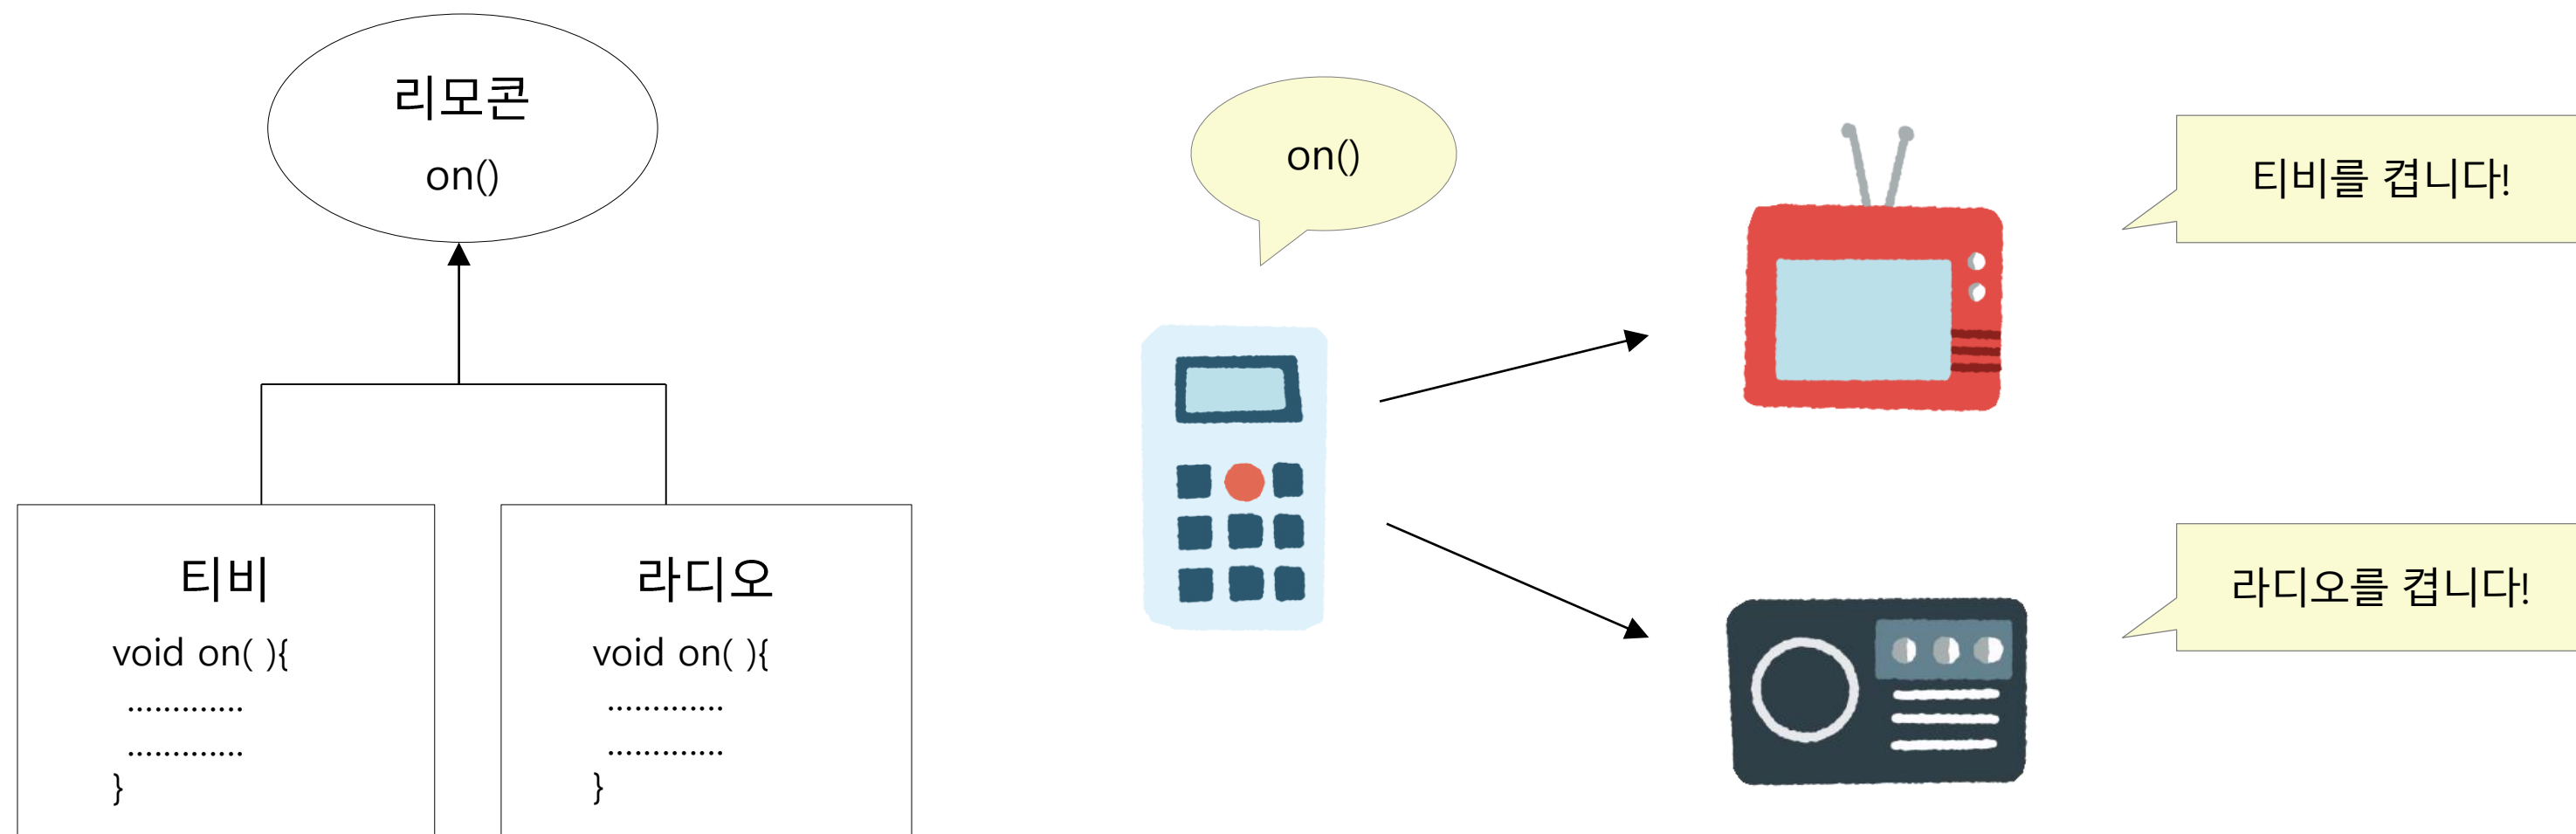 리모콘
on()
티비
void on( ){
.............
.............
}
라디오
void on( ){
.............
.............
}
on()
티비를 켭니다!
라디오를 켭니다!